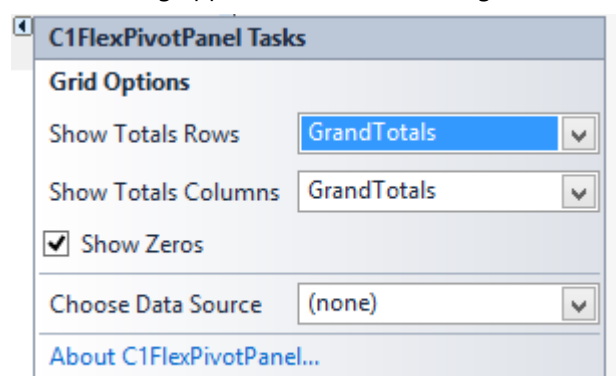 C1FlexPivotPanel Tasks
Grid Options
Show Totals Rows GrandTotals
Show Totals Columns GrandTotals
Show Zeros
Choose Data Source (none)
About C1FlexPivotPanel...